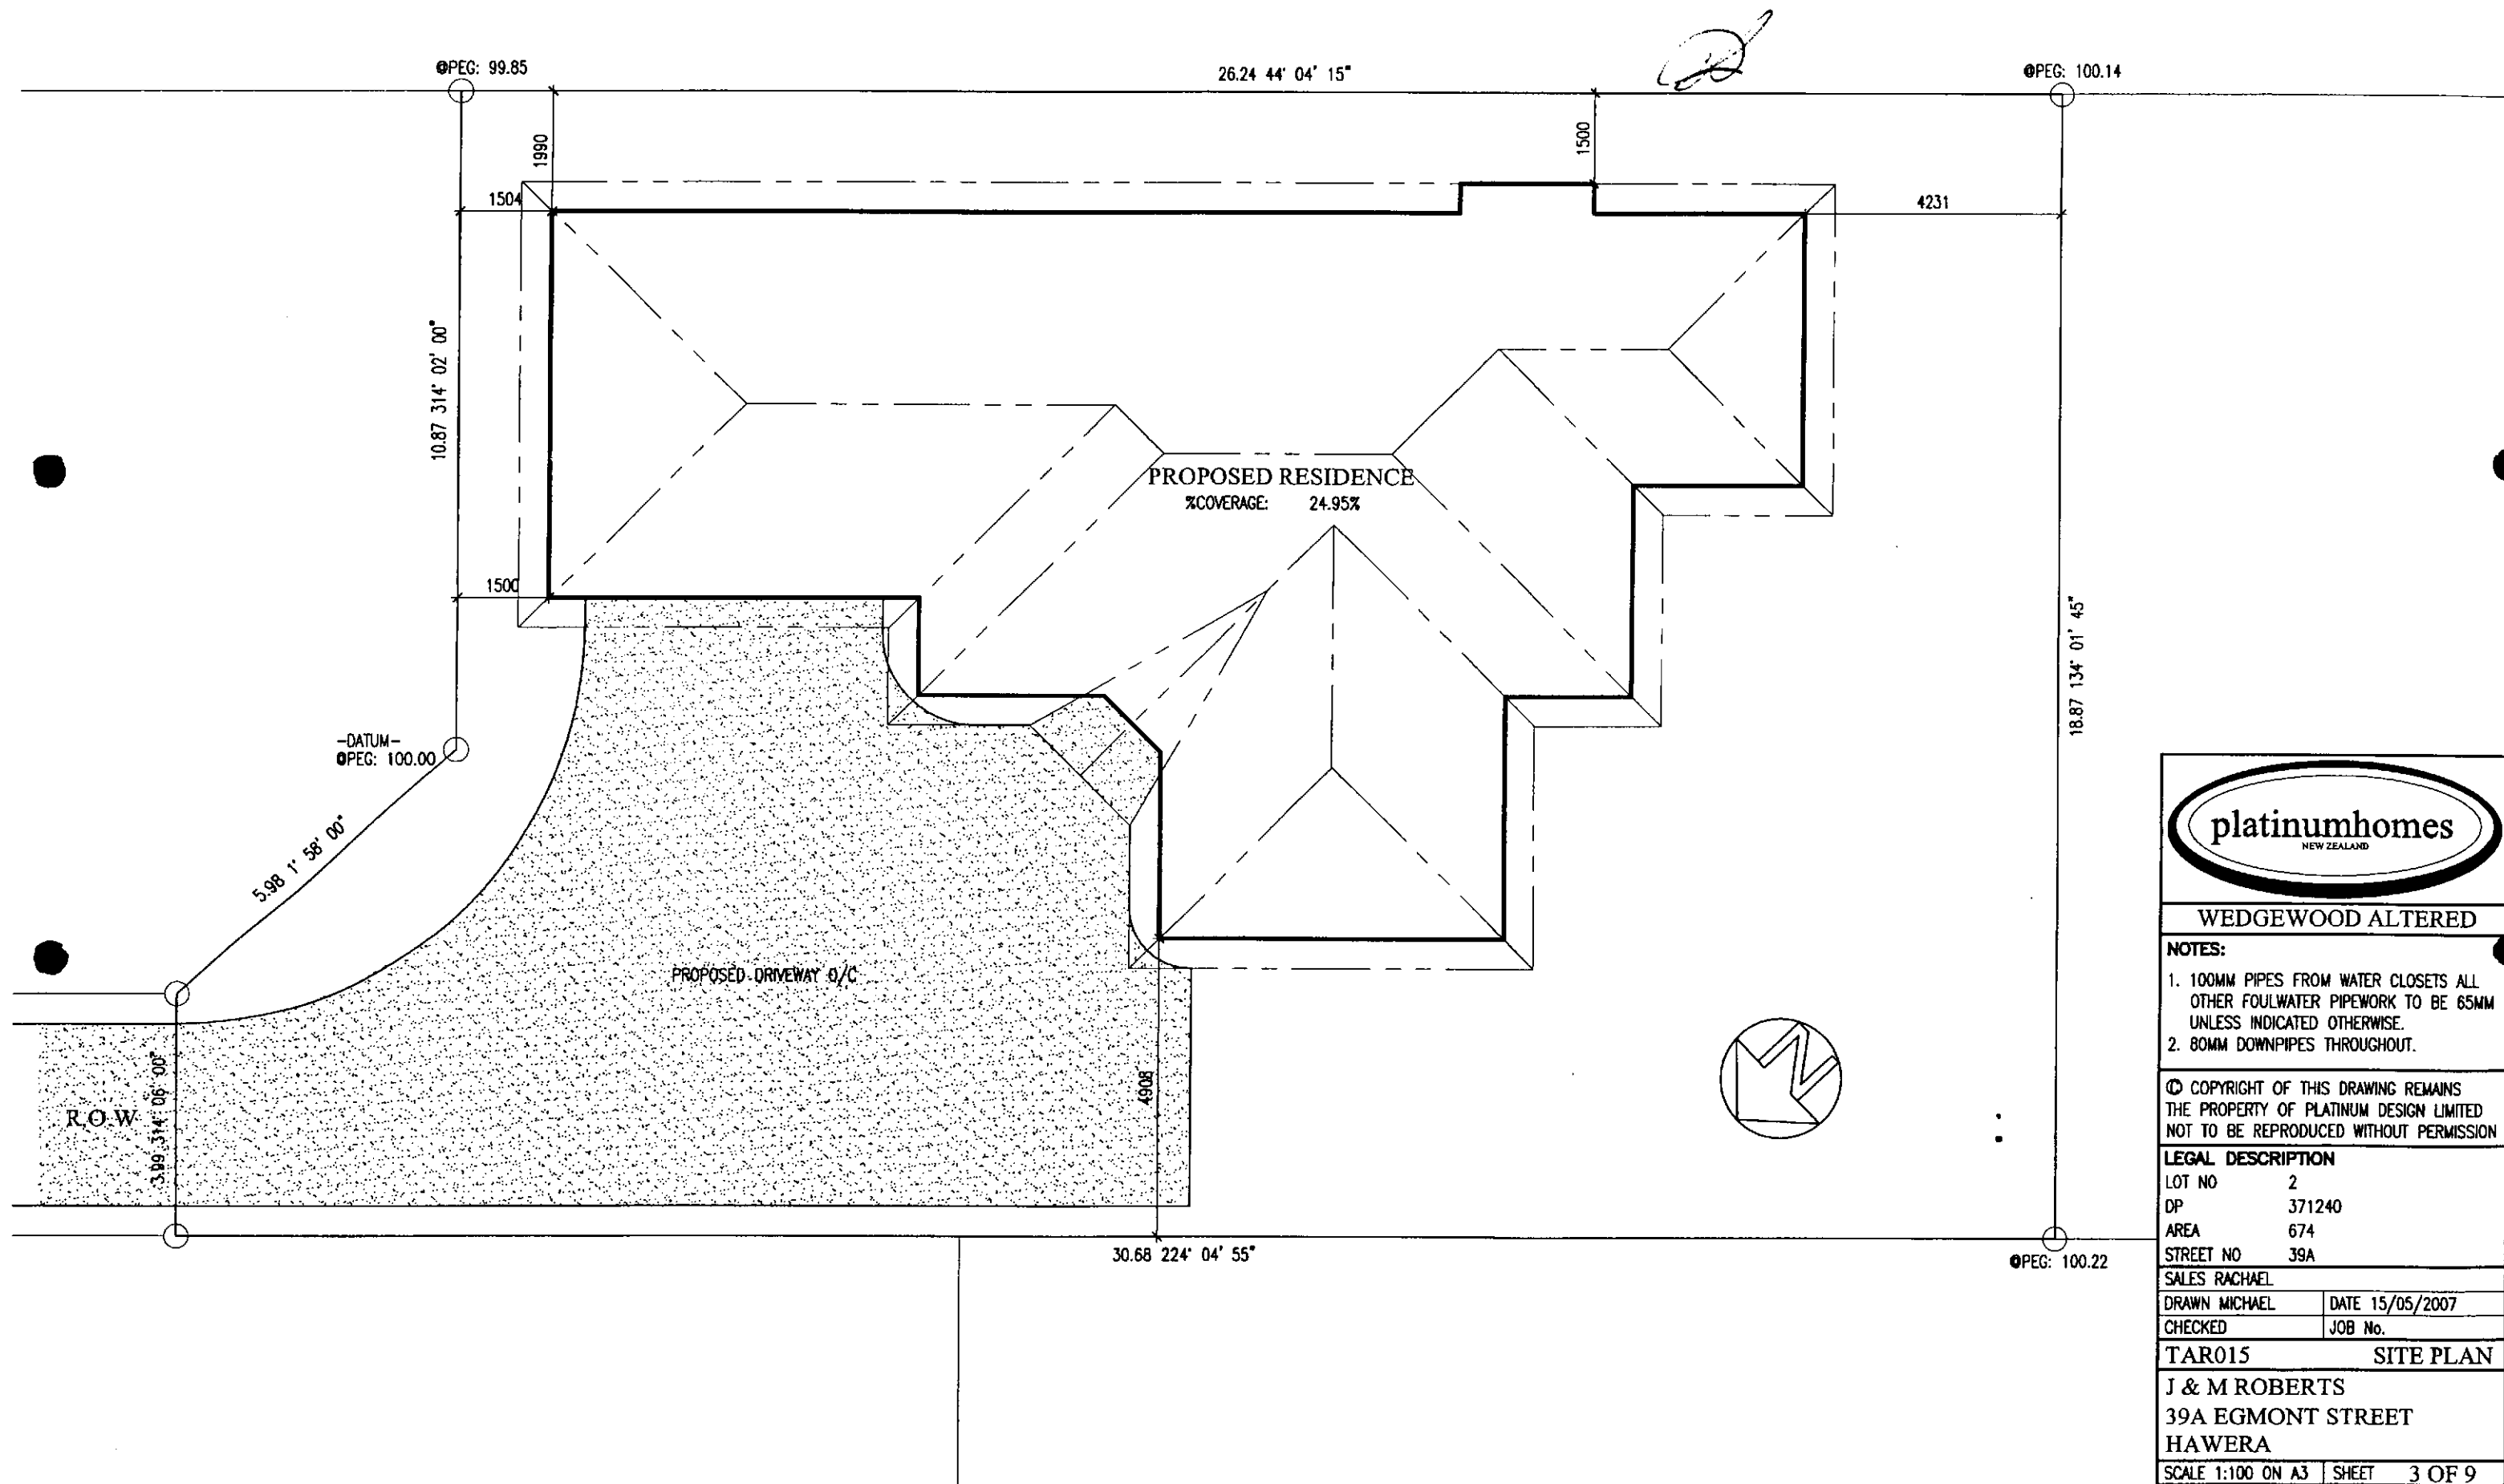 @PEG: 99.85
26.24 44° 04' 15"
@PEG: 100.14
1990
1500
1504
4231
10.87 314° 02' 00"
PROPOSED RESIDENCE
%COVERAGE: 24.95%
1500
18.87 134° 01' 45"
-DATUM-
@PEG: 100.00
5.98 1° 58' 00"
PROPOSED DRIVEWAY O/C
4908
R.O.W
3.99 314° 06' 00"
30.68 224° 04' 55"
@PEG: 100.22
N
platinumhomes
NEW ZEALAND
WEDGEWOOD ALTERED
NOTES:
1. 100MM PIPES FROM WATER CLOSETS ALL
OTHER FOULWATER PIPEWORK TO BE 65MM
UNLESS INDICATED OTHERWISE.
2. 80MM DOWNPIPES THROUGHOUT.
© COPYRIGHT OF THIS DRAWING REMAINS
THE PROPERTY OF PLATINUM DESIGN LIMITED
NOT TO BE REPRODUCED WITHOUT PERMISSION
LEGAL DESCRIPTION
LOT NO 2
DP 371240
AREA 674
STREET NO 39A
SALES RACHAEL
DRAWN MICHAEL DATE 15/05/2007
CHECKED JOB No.
TAR015 SITE PLAN
J & M ROBERTS
39A EGMONT STREET
HAWERA
SCALE 1:100 ON A3 SHEET 3 OF 9